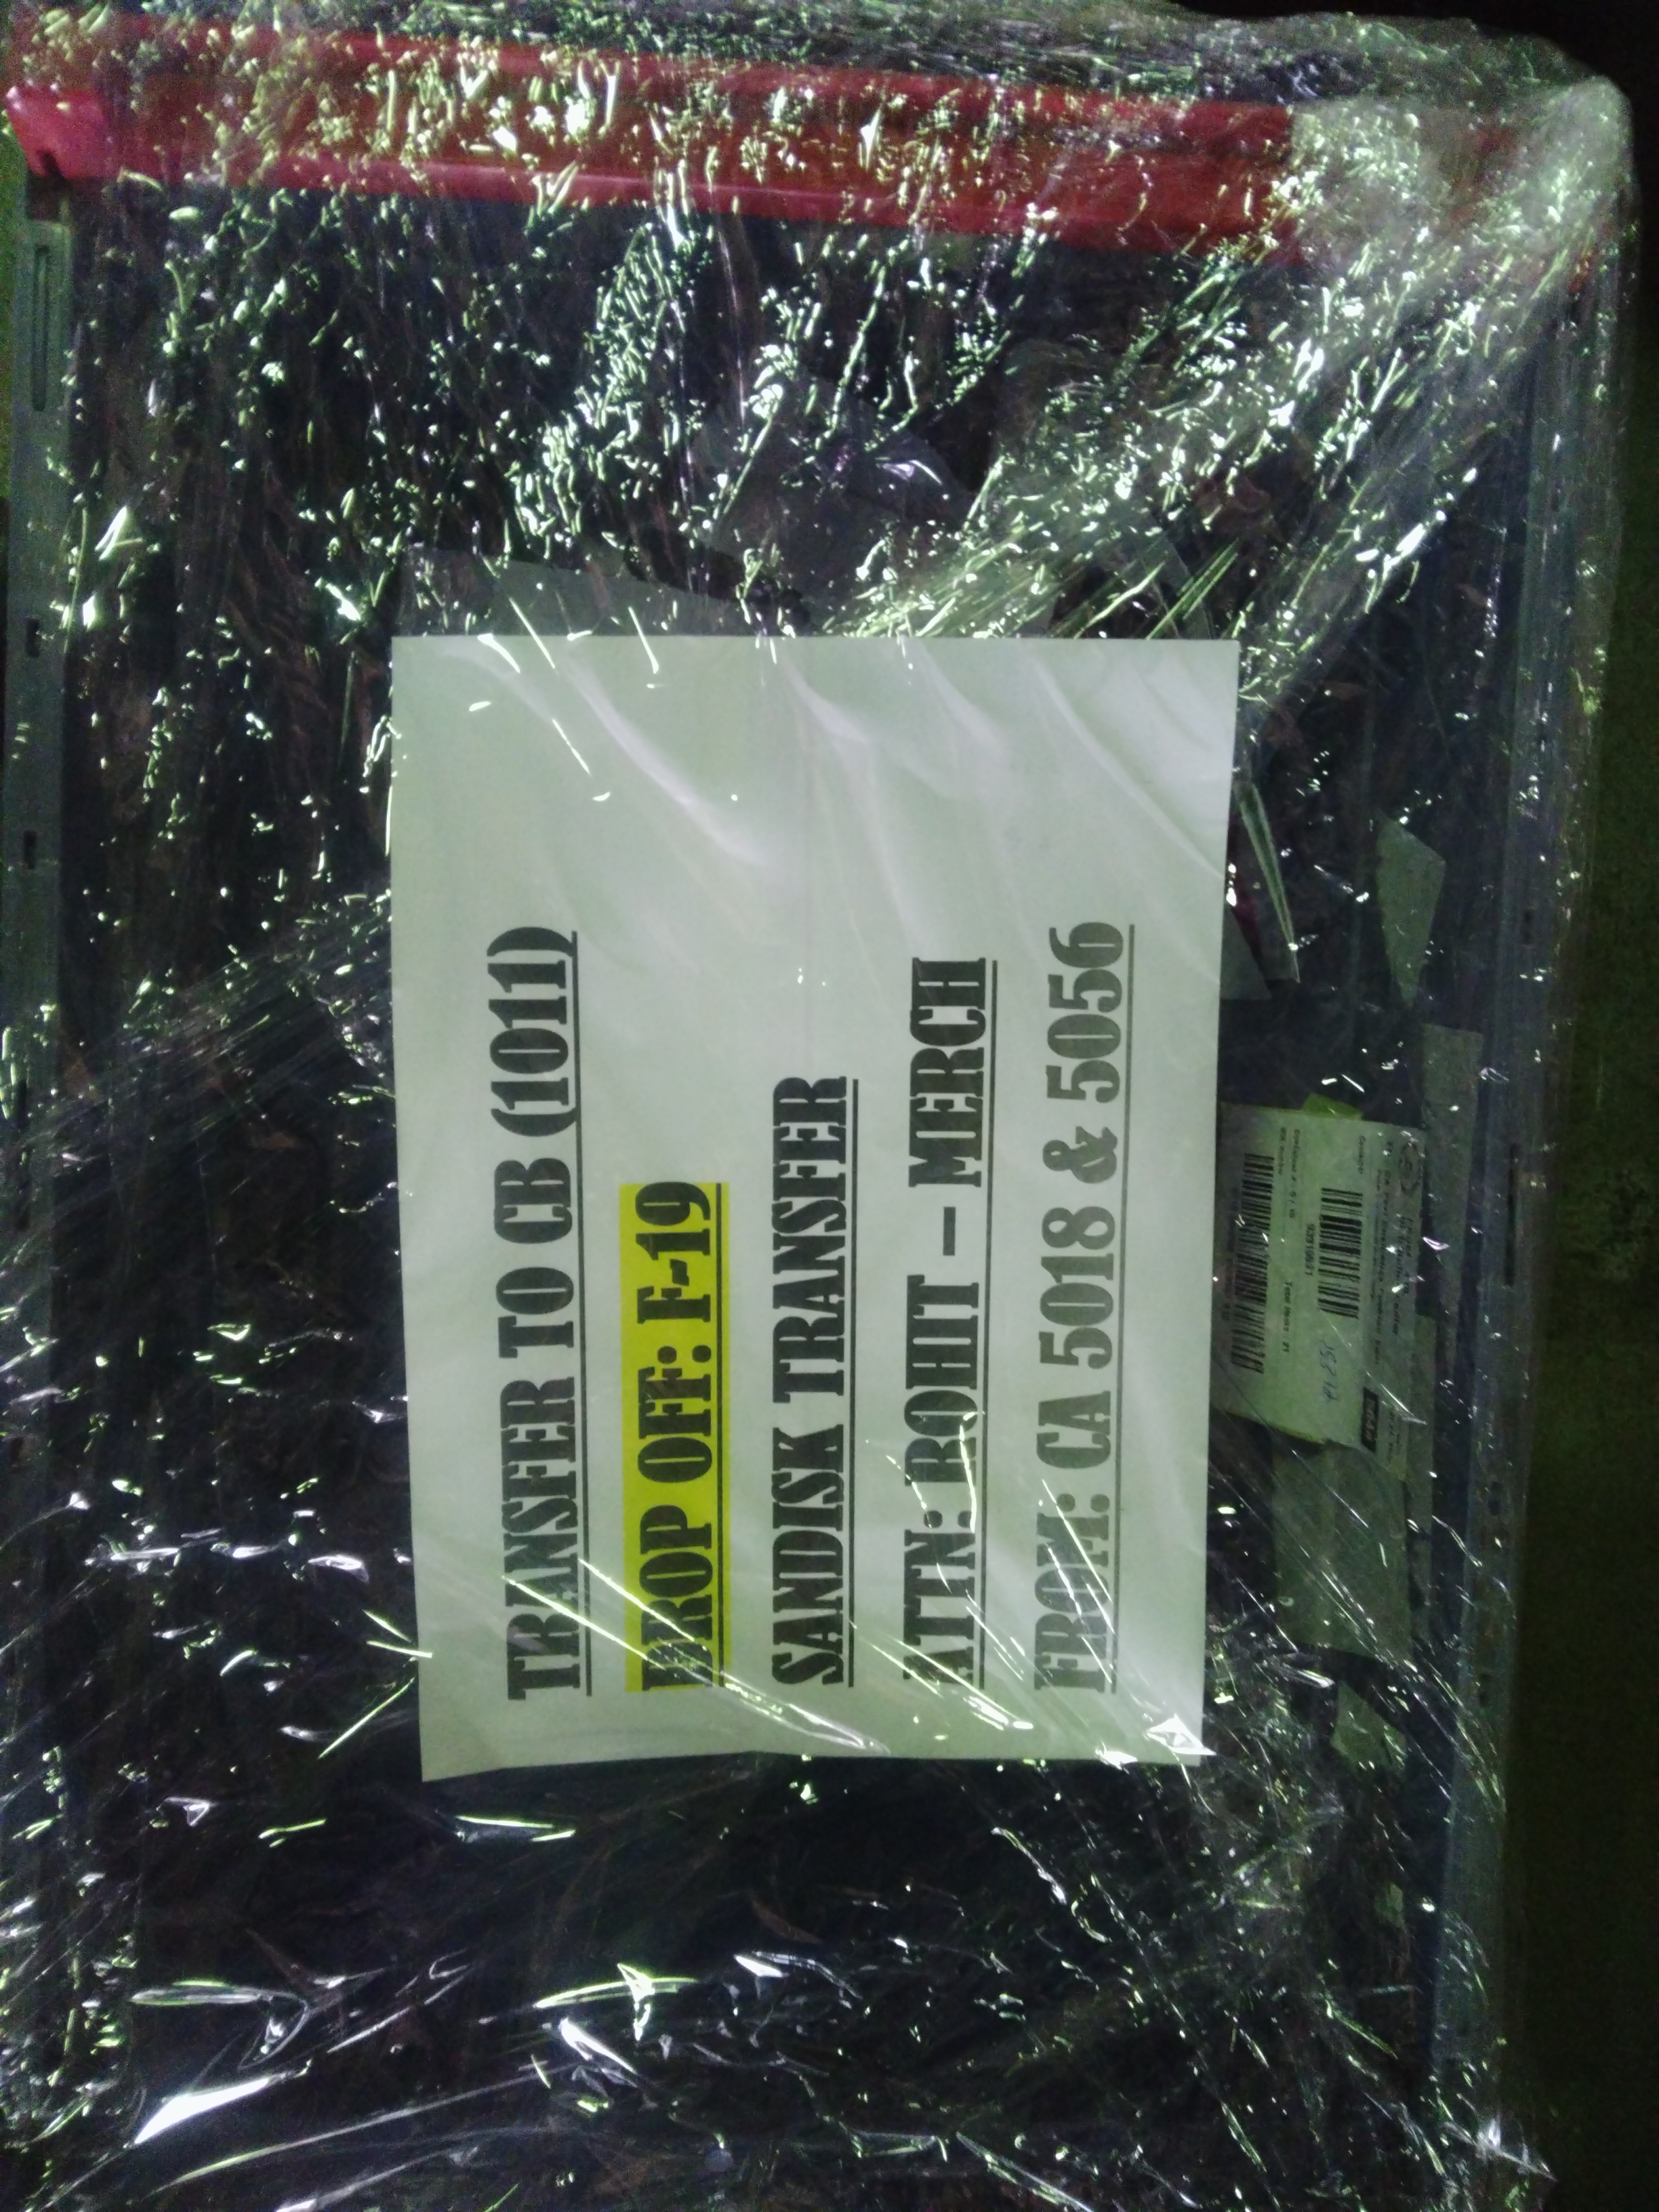 TRANSFER TO CB (1011)
DROP OFF: F-19
SANDISK TRANSFER
ATTN: ROHIT – MERCH
FROM: CA 5018 & 5056